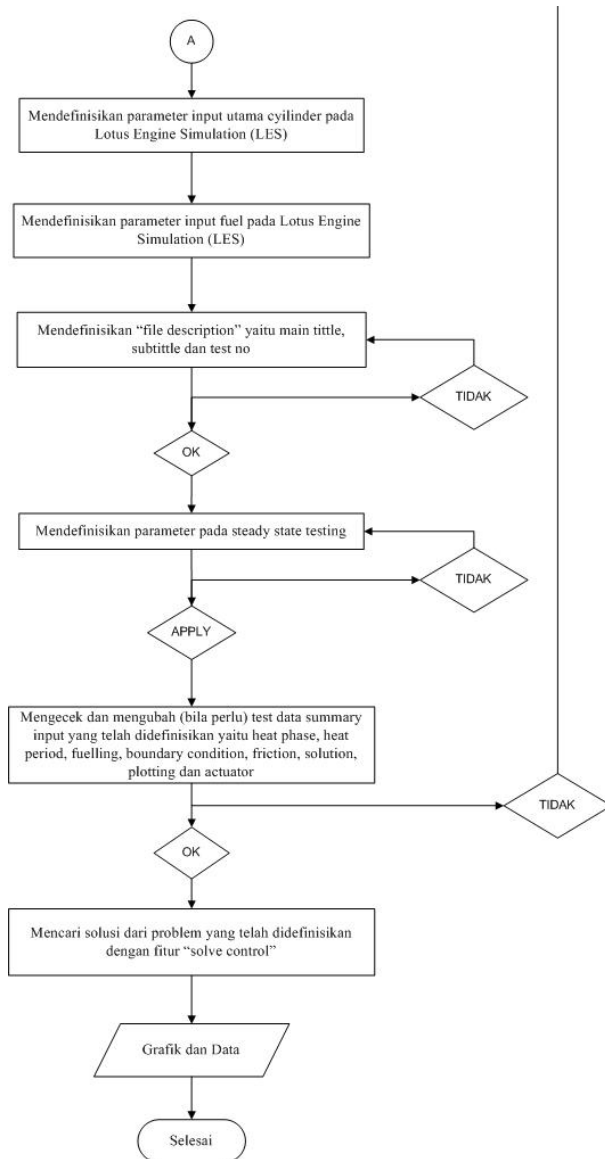 A
Mendefinisikan parameter input utama cyilinder pada
Lotus Engine Simulation (LES)
Mendefinisikan parameter input fuel pada Lotus Engine
Simulation (LES)
Mendefinisikan “file description” yaitu main tittle,
subtittle dan test no
TIDAK
OK
Mendefinisikan parameter pada steady state testing
TIDAK
APPLY
Mengecek dan mengubah (bila perlu) test data summary
input yang telah didefinisikan yaitu heat phase, heat
period, fuelling, boundary condition, friction, solution,
plotting dan actuator
TIDAK
OK
Mencari solusi dari problem yang telah didefinisikan
dengan fitur “solve control”
Grafik dan Data
Selesai